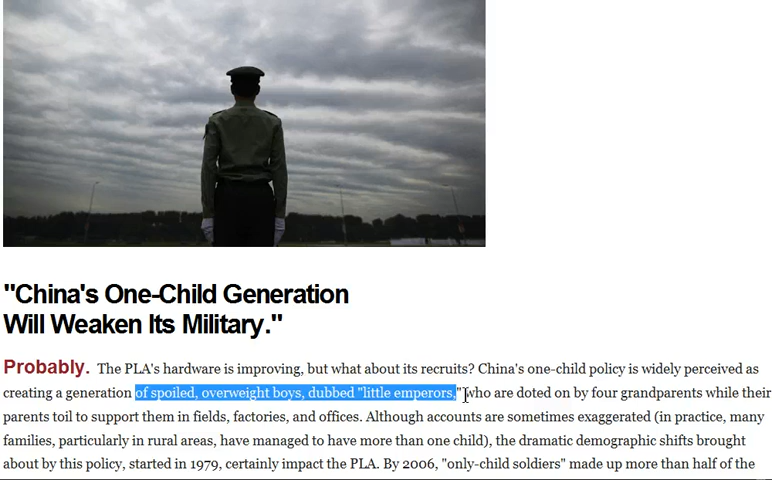 "China's One-Child Generation
Will Weaken Its Military."
Probably. The PLA's hardware is improving, but what about its recruits? China's one-child policy is widely perceived as
creating a generation of spoiled, overweight boys, dubbed "little emperors," who are doted on by four grandparents while their
parents toil to support them in fields, factories, and offices. Although accounts are sometimes exaggerated (in practice, many
families, particularly in rural areas, have managed to have more than one child), the dramatic demographic shifts brought
about by this policy, started in 1979, certainly impact the PLA. By 2006, "only-child soldiers" made up more than half of the